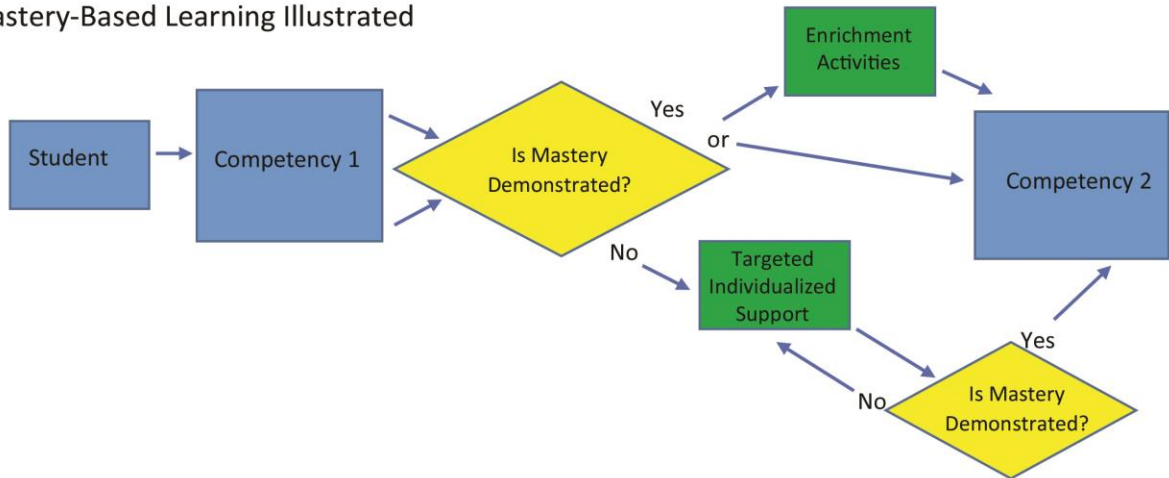 astery-Based Learning Illustrated
Enrichment
Activities
Yes
or
Student
Competency 1
Is Mastery
Demonstrated?
Competency 2
No
Targeted
Individualized
Support
Yes
No
Is Mastery
Demonstrated?